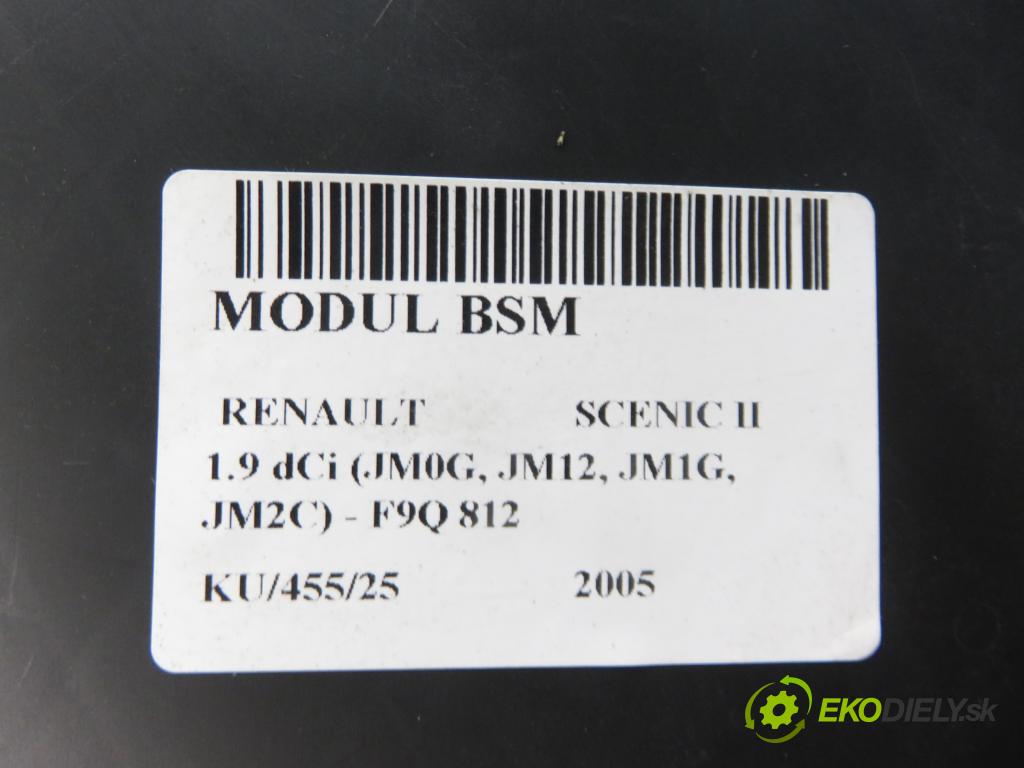 MODUL BSM
RENAULT SCENIC II
1.9 dCi (JM0G, JM12, JM1G,
JM2C) - F9Q 812
KU/455/25 2005
EKODIELY.sk